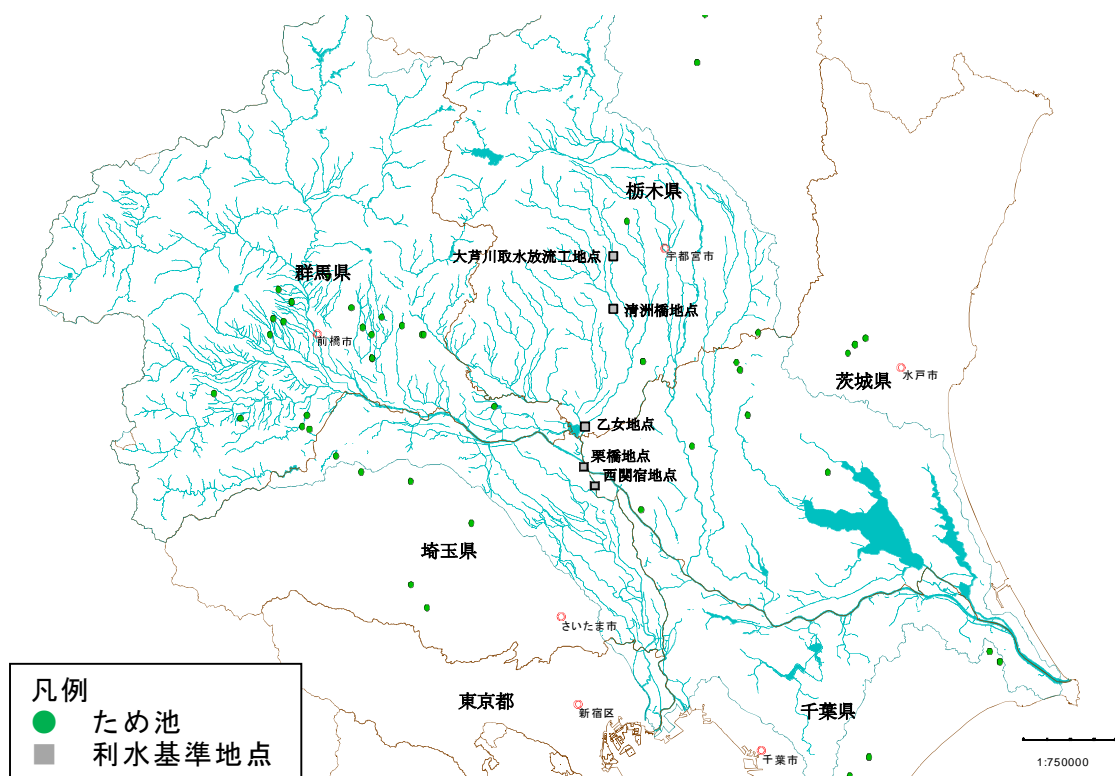 栃木県
大芦川取水放流工地点
宇都宮市
群馬県
清洲橋地点
前橋市
茨城県
水戸市
乙女地点
栗橋地点
西関宿地点
埼玉県
さいたま市
東京都
新宿区
千葉県
千葉市
凡例
ため池
利水基準地点
1:750000